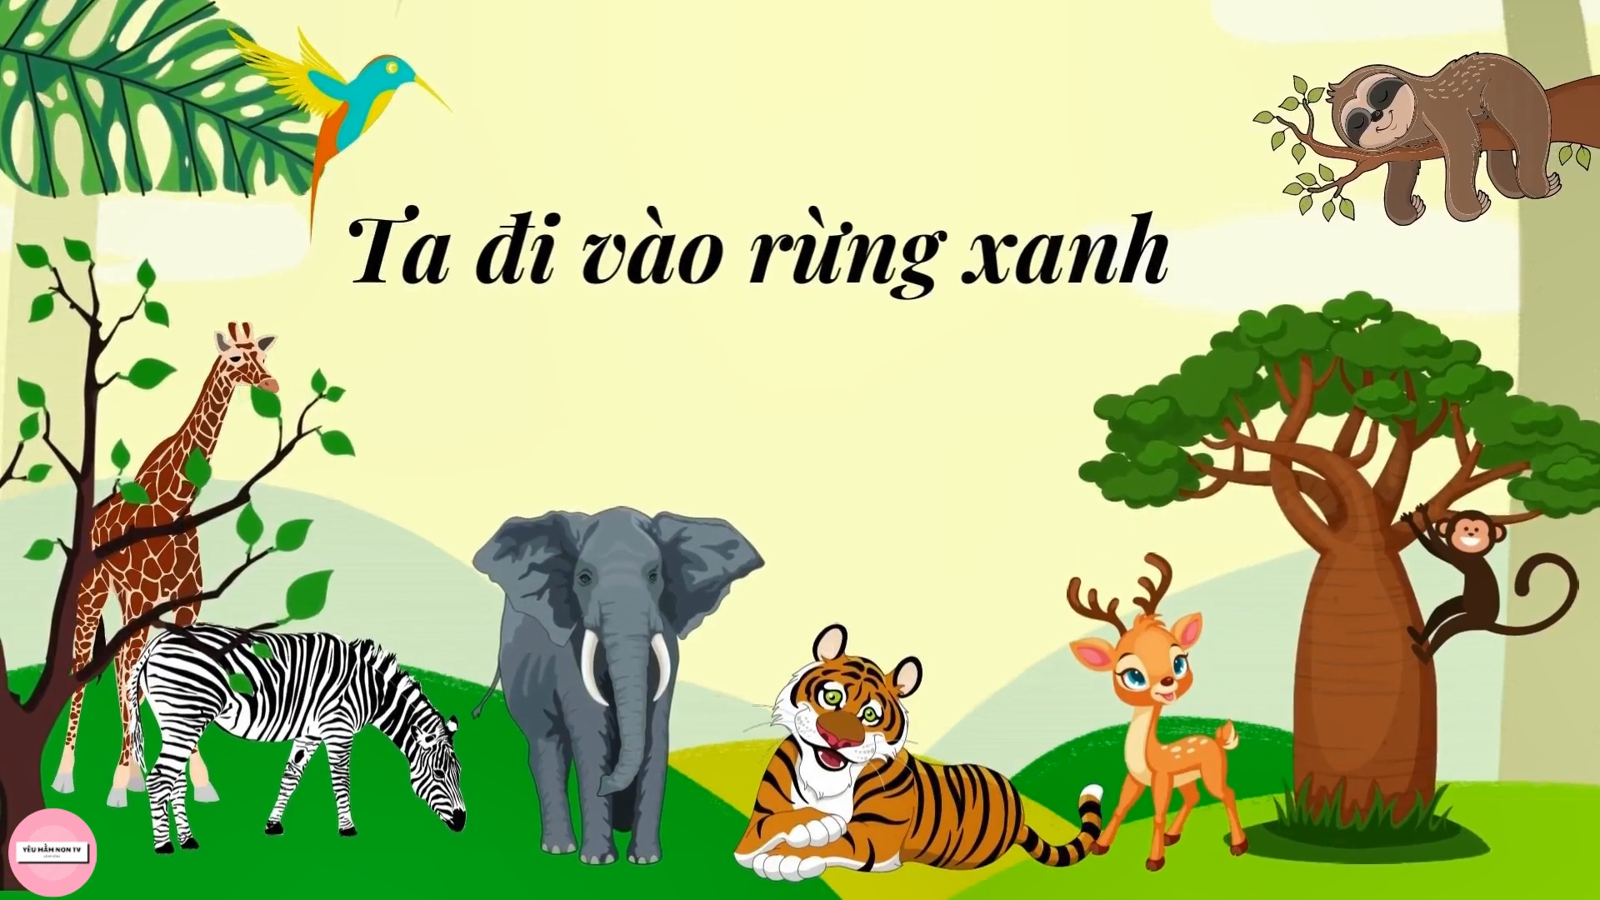 Ta đi vào rừng xanh
YÊU MẦM NON TV